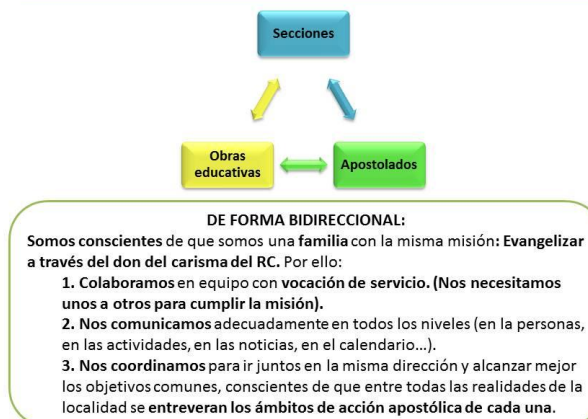 Secciones
Obras
educativas
Apostolados
DE FORMA BIDIRECCIONAL:
Somos conscientes de que somos una familia con la misma misión: Evangelizar
a través del don del carisma del RC. Por ello:
1. Colaboramos en equipo con vocación de servicio. (Nos necesitamos
unos a otros para cumplir la misión).
2. Nos comunicamos adecuadamente en todos los niveles (en la personas,
en las actividades, en las noticias, en el calendario...).
3. Nos coordinamos para ir juntos en la misma dirección y alcanzar mejor
los objetivos comunes, conscientes de que entre todas las realidades de la
localidad se entreveran los ámbitos de acción apostólica de cada una.